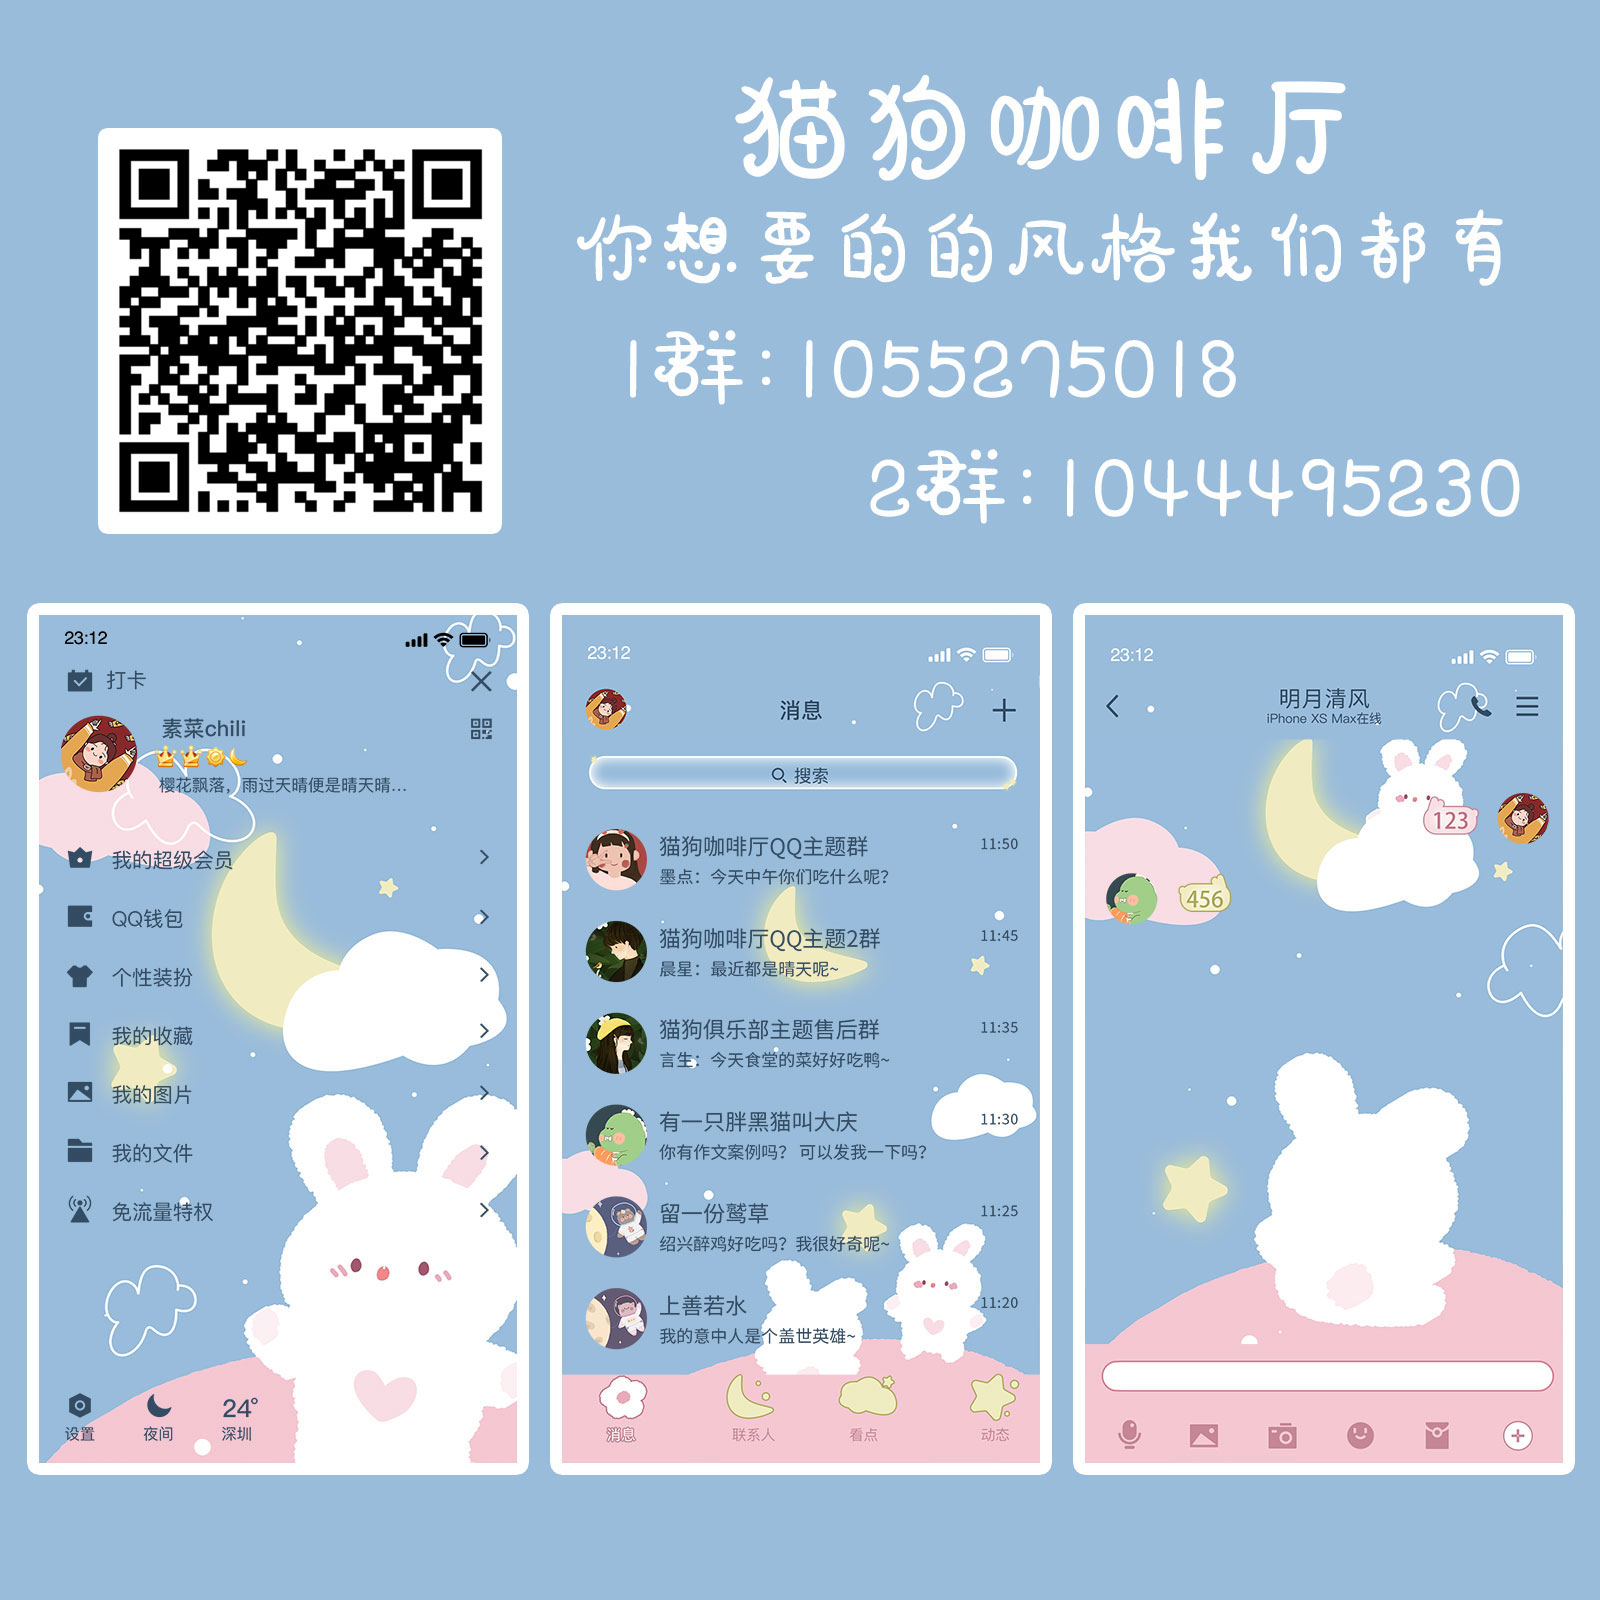 猫狗咖啡厅
你想要的的风格我们都有
1群:1055275018
2群:1044495230
23:12
打卡
素菜chili
樱花飘落，雨过天晴便是晴天晴...
我的超级会员
QQ钱包
个性装扮
我的收藏
我的图片
我的文件
免流量特权
设置
夜间
24°
深圳
23:12
消息
搜索
猫狗咖啡厅QQ主题群
11:50
墨点：今天中午你们吃什么呢?
猫狗咖啡厅QQ主题2群
11:45
晨星：最近都是晴天呢~
猫狗俱乐部主题售后群
11:35
言生：今天食堂的菜好好吃鸭~
有一只胖黑猫叫大庆
11:30
你有作文案例吗？ 可以发我一下吗?
留一份鹫草
11:25
绍兴醉鸡好吃吗？我很好奇呢~
上善若水
11:20
我的意中人是个盖世英雄~
消息
联系人
看点
动态
23:12
明月清风
iPhone XS Max在线
123
456